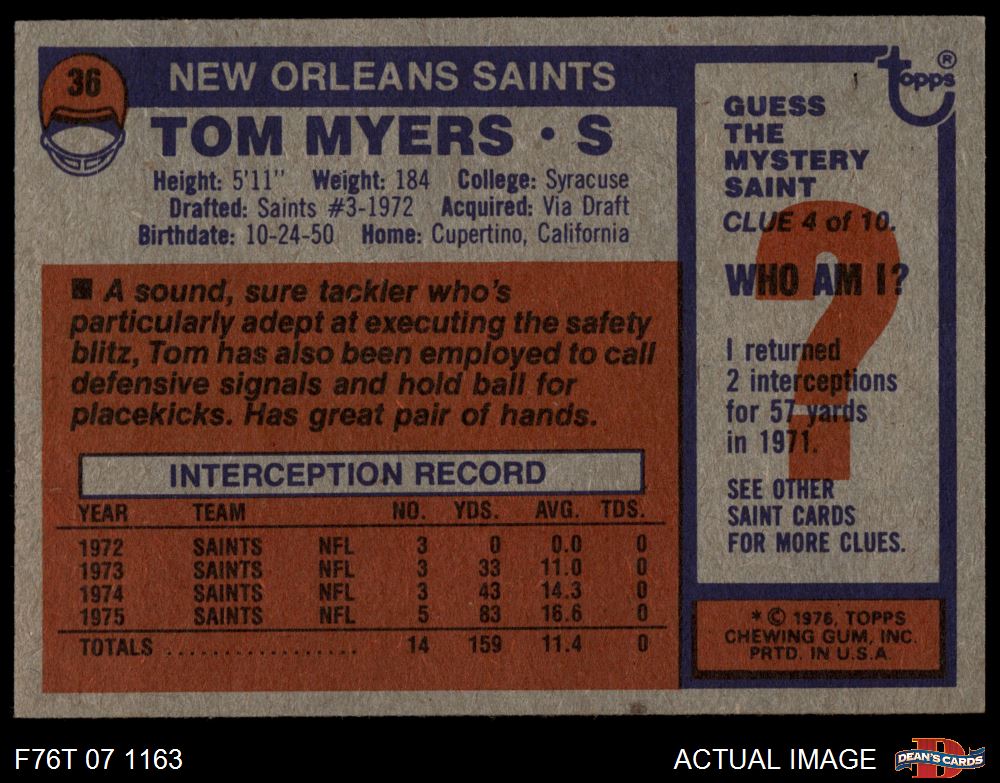 36
NEW ORLEANS SAINTS
TOM MYERS • S
Height: 5'11" Weight: 184 College: Syracuse
Drafted: Saints #3-1972 Acquired: Via Draft
Birthdate: 10-24-50 Home: Cupertino, California
■ A sound, sure tackler who's
particularly adept at executing the safety
blitz, Tom has also been employed to call
defensive signals and hold ball for
placekicks. Has great pair of hands.
INTERCEPTION RECORD
YEAR TEAM NO. YDS. AVG. TDS.
1972 SAINTS NFL 3 0 0.0 0
1973 SAINTS NFL 3 33 11.0 0
1974 SAINTS NFL 3 43 14.3 0
1975 SAINTS NFL 5 83 16.6 0
TOTALS .................. 14 159 11.4 0
topps®
GUESS
THE
MYSTERY
SAINT
CLUE 4 of 10.
WHO AM I?
?
I returned
2 interceptions
for 57 yards
in 1971.
SEE OTHER
SAINT CARDS
FOR MORE CLUES.
* © 1976, TOPPS
CHEWING GUM, INC.
PRTD. IN U.S.A.
F76T 07 1163
ACTUAL IMAGE
D
DEAN'S CARDS